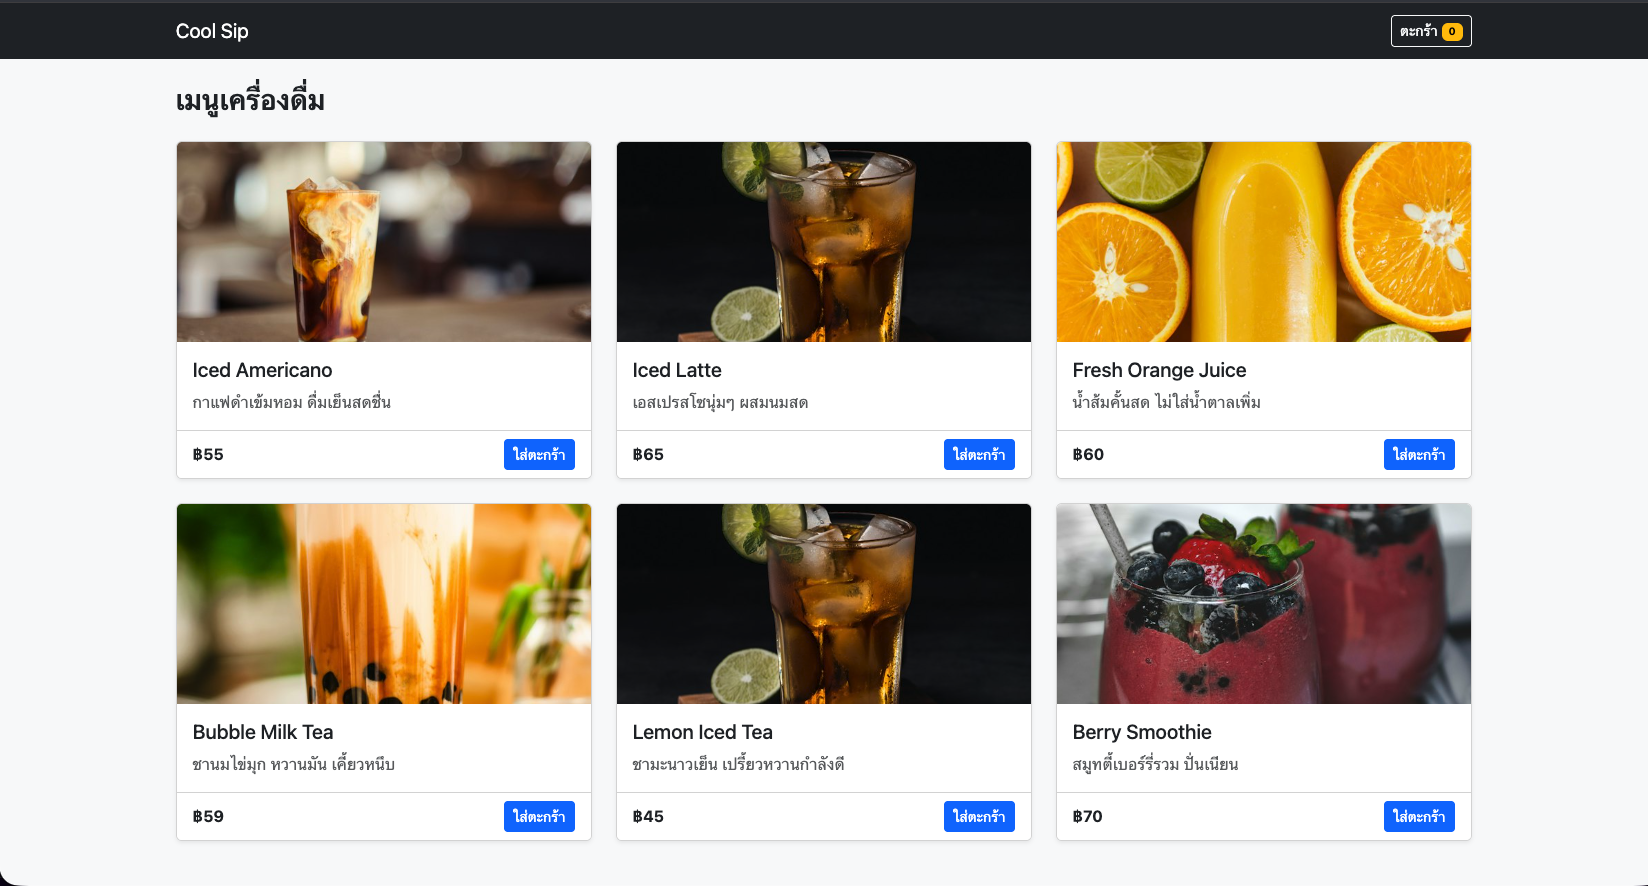 Cool Sip
ตะกร้า 0
เมนูเครื่องดื่ม
Iced Americano
กาแฟดำเข้มหอม ดื่มเย็นสดชื่น
฿55
ใส่ตะกร้า
Iced Latte
เอสเปรสโซนุ่มๆ ผสมนมสด
฿65
ใส่ตะกร้า
Fresh Orange Juice
น้ำส้มคั้นสด ไม่ใส่น้ำตาลเพิ่ม
฿60
ใส่ตะกร้า
Bubble Milk Tea
ชานมไข่มุก หวานมัน เคี้ยวหนึบ
฿59
ใส่ตะกร้า
Lemon Iced Tea
ชามะนาวเย็น เปรี้ยวหวานกำลังดี
฿45
ใส่ตะกร้า
Berry Smoothie
สมูทตี้เบอร์รี่รวม ปั่นเนียน
฿70
ใส่ตะกร้า